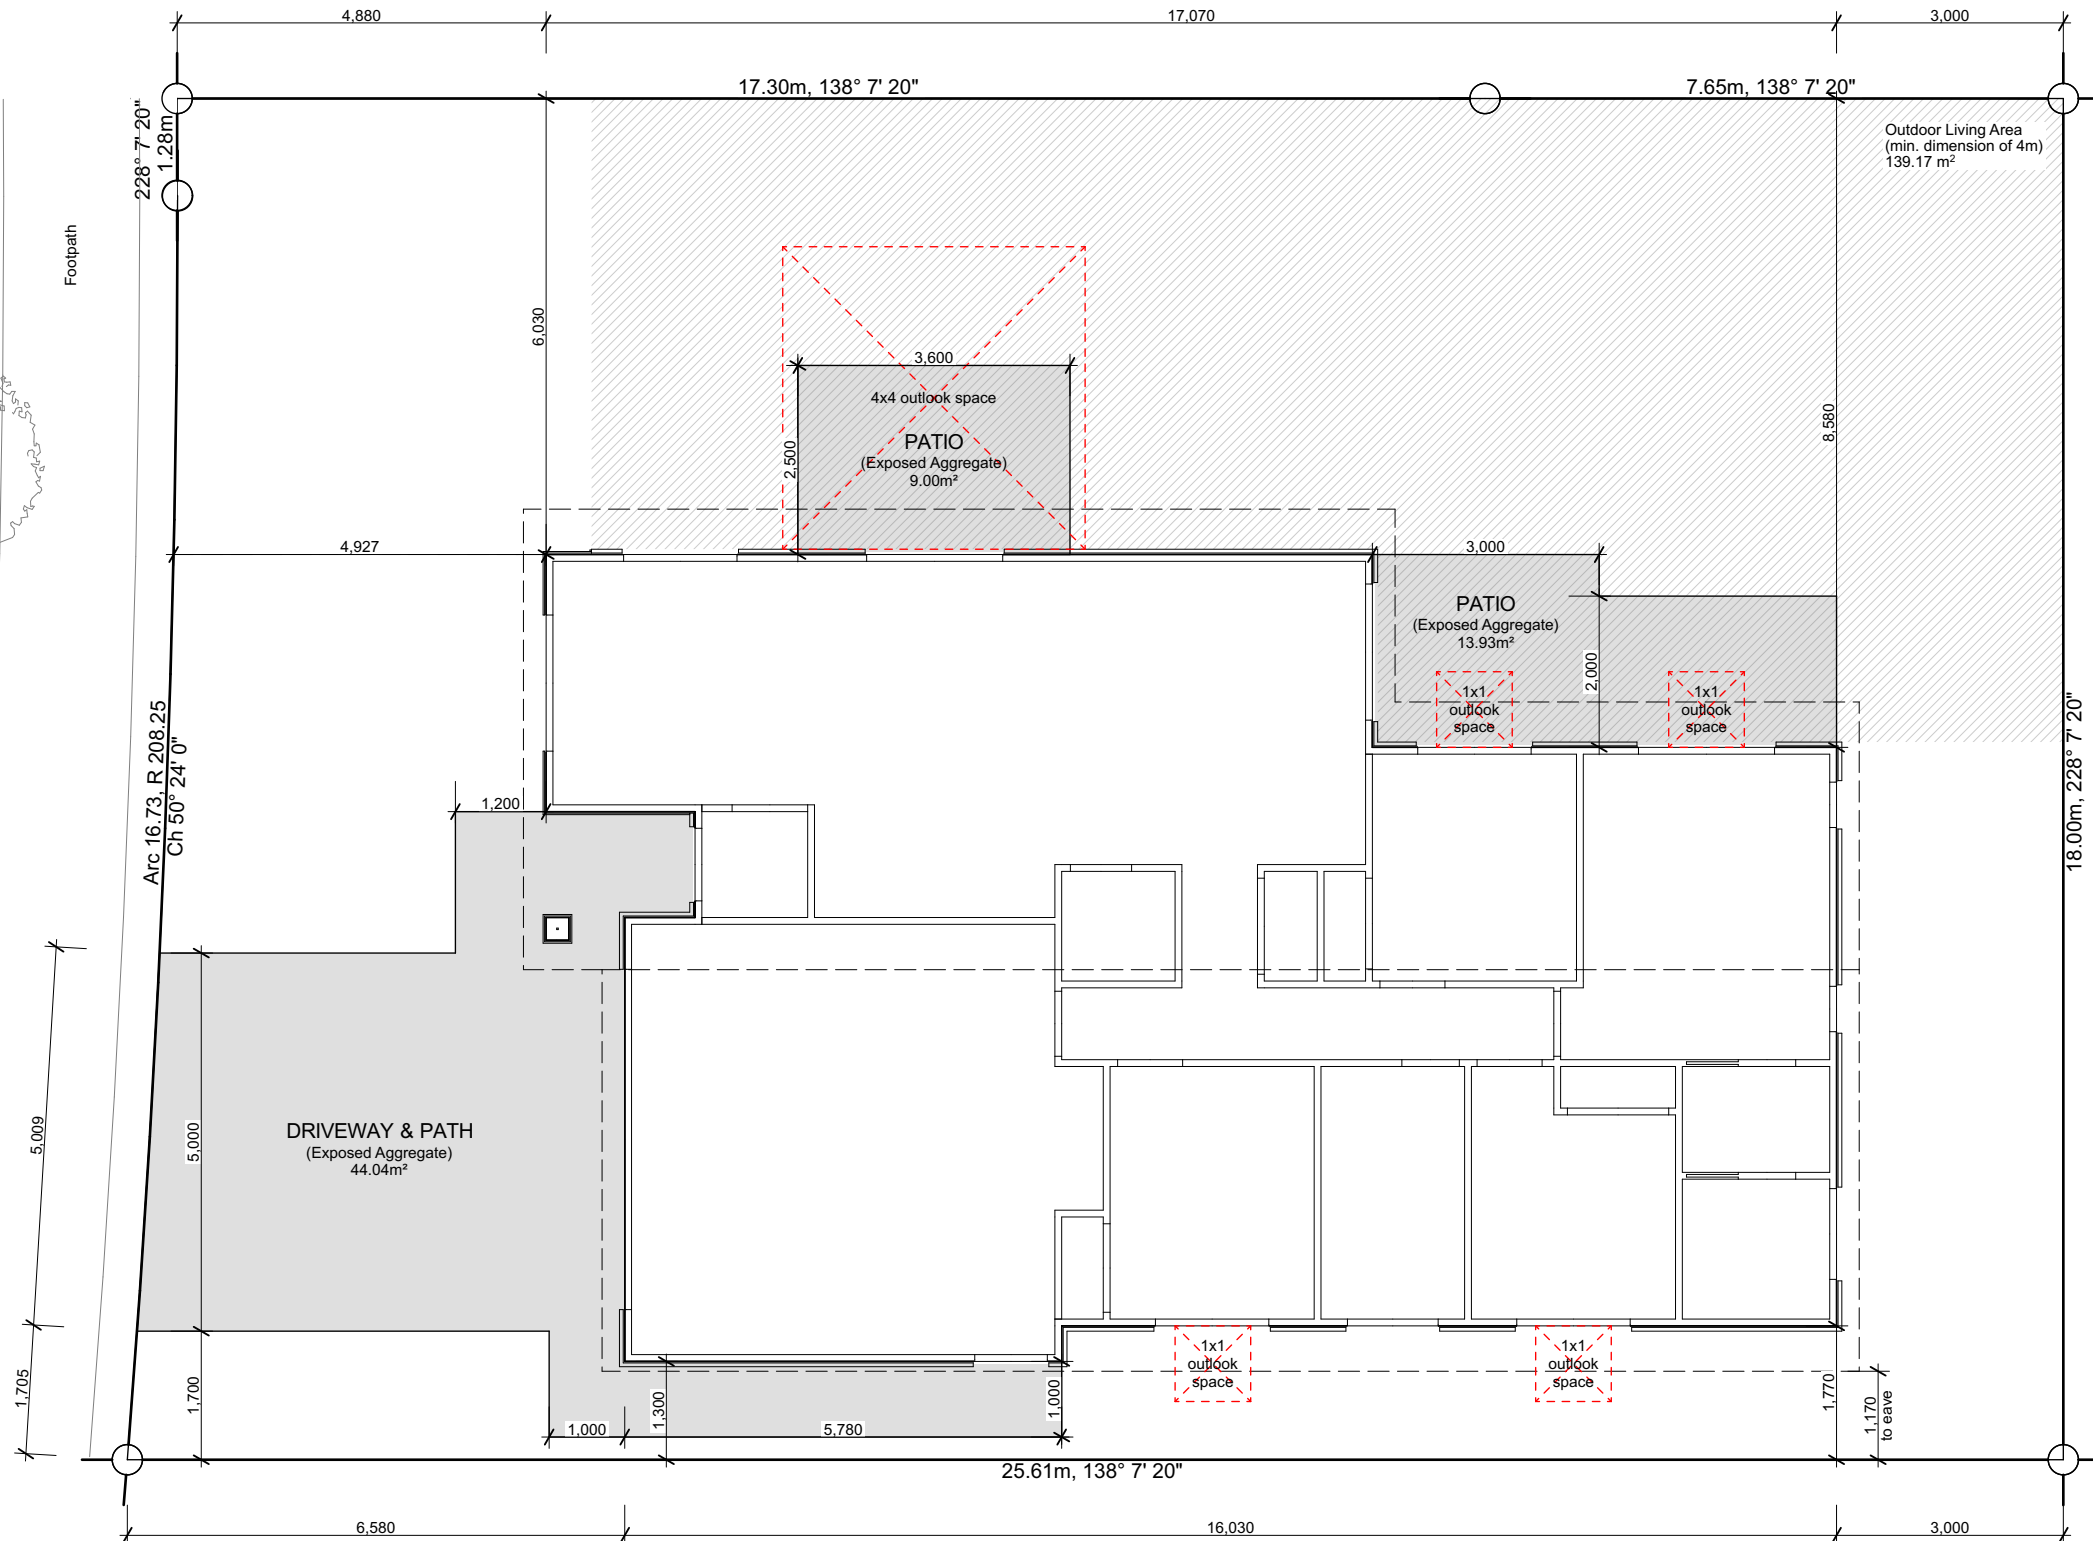 4,880
17,070
3,000
17.30m, 138° 7' 20"
7.65m, 138° 7' 20"
228° 7' 20"
1.28m
Outdoor Living Area
(min. dimension of 4m)
139.17 m²
Footpath
6,030
3,600
4x4 outlook space
PATIO
(Exposed Aggregate)
9.00m²
2,500
8,580
4,927
3,000
PATIO
(Exposed Aggregate)
13.93m²
2,000
1x1
outlook
space
1x1
outlook
space
Arc 16.73, R 208.25
Ch 50° 24' 0"
18.00m, 228° 7' 20"
1,200
5,009
5,000
DRIVEWAY & PATH
(Exposed Aggregate)
44.04m²
1,705
1,700
1,300
1,000
5,780
1,000
1x1
outlook
space
1x1
outlook
space
1,770
1,170
to eave
25.61m, 138° 7' 20"
6,580
16,030
3,000